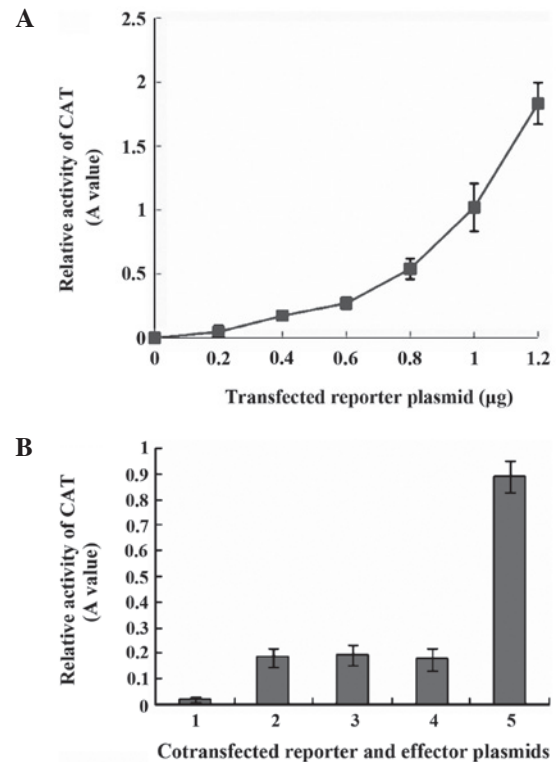 A
2.5
2
1.5
1
0.5
0
0 0.2 0.4 0.6 0.8 1 1.2
Relative activity of CAT
(A value)
Transfected reporter plasmid (µg)
B
1
0.9
0.8
0.7
0.6
0.5
0.4
0.3
0.2
0.1
0
1 2 3 4 5
Relative activity of CAT
(A value)
Cotransfected reporter and effector plasmids